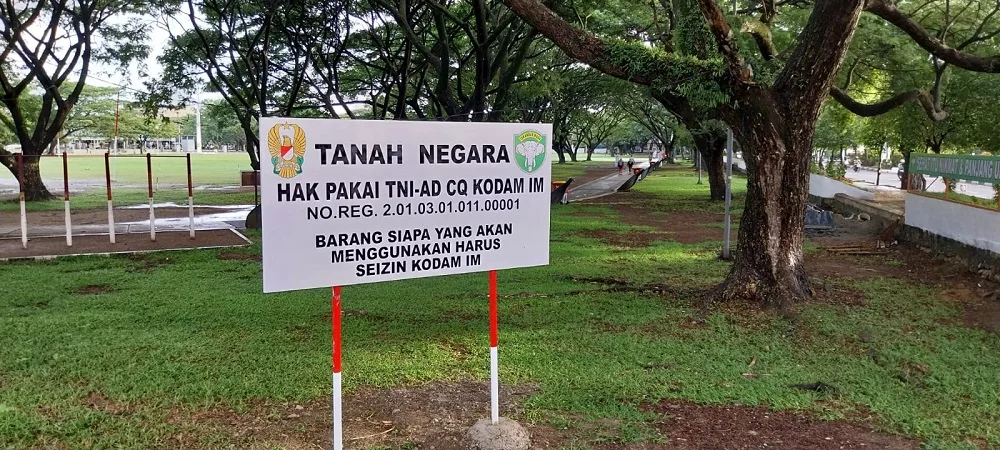 TANAH NEGARA
HAK PAKAI TNI-AD CQ KODAM IM
NO.REG. 2.01.03.01.011.00001
BARANG SIAPA YANG AKAN
MENGGUNAKAN HARUS
SEIZIN KODAM IM